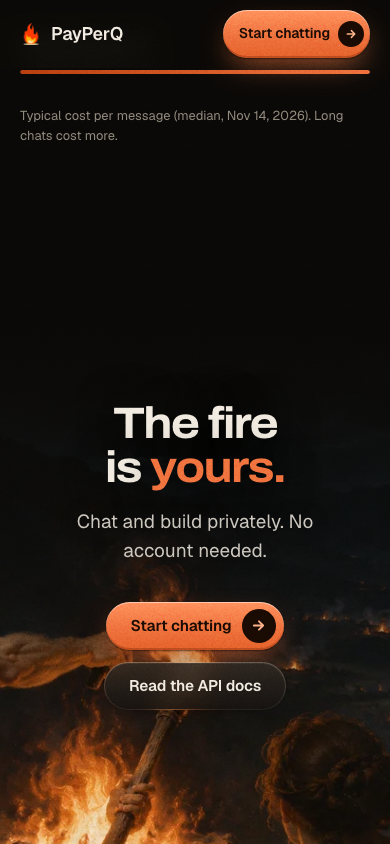 PayPerQ
Start chatting
Typical cost per message (median, Nov 14, 2026). Long
chats cost more.
The fire
is yours.
Chat and build privately. No
account needed.
Start chatting
Read the API docs